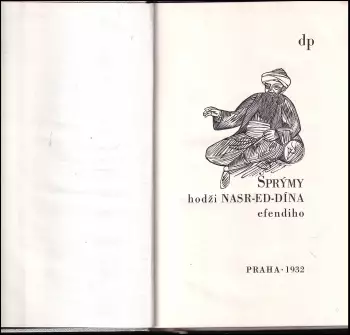 dp
ŠPRÝMY
hodži NASR-ED-DÍNA
efendiho
PRAHA · 1932